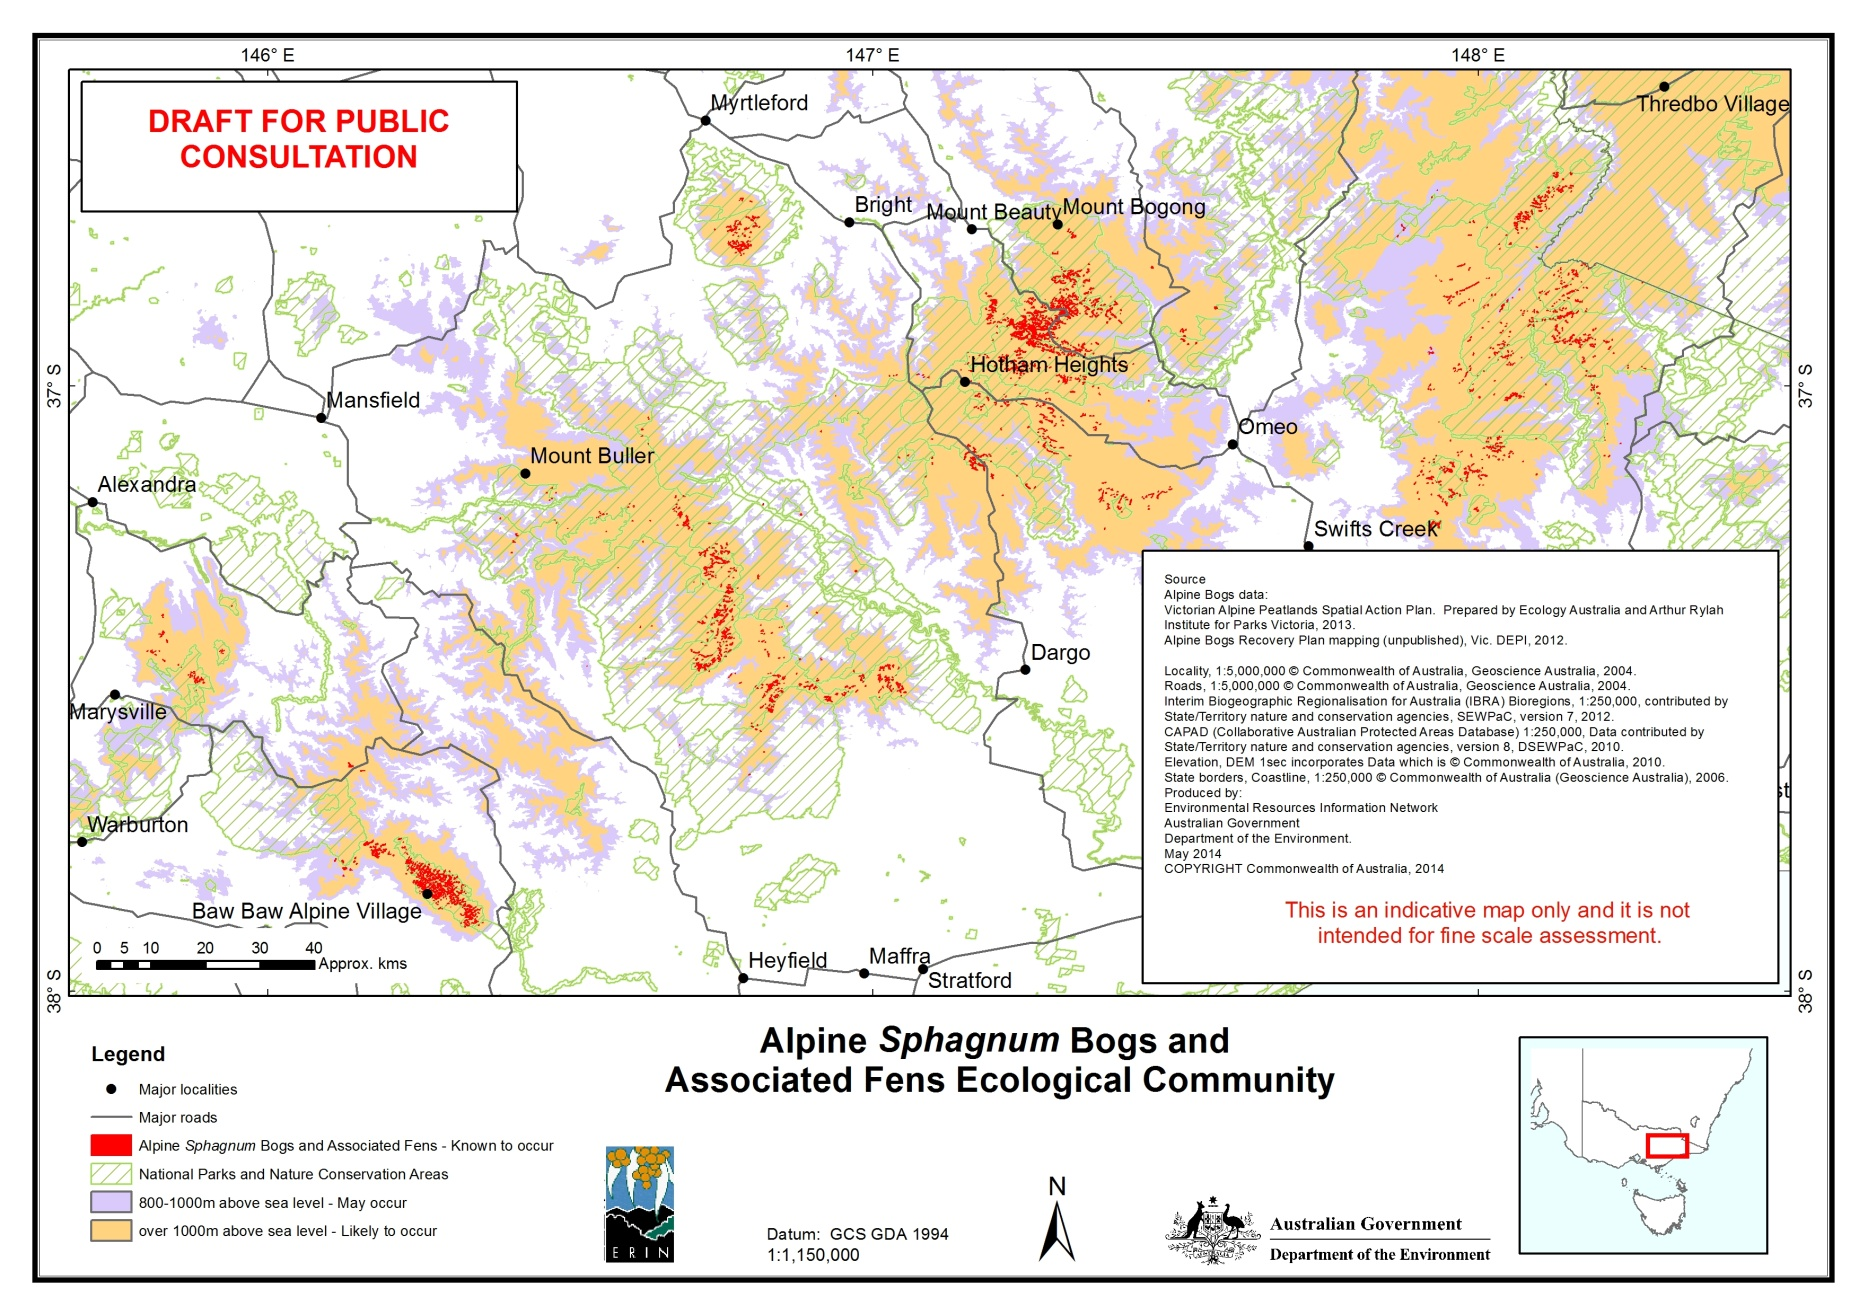 146° E
147° E
148° E
DRAFT FOR PUBLIC
CONSULTATION
Myrtleford
Thredbo Village
Bright
Mount Beauty
Mount Bogong
37° S
37° S
Hotham Heights
Mansfield
Omeo
Mount Buller
Alexandra
Swifts Creek
Dargo
Marysville
Warburton
Baw Baw Alpine Village
0 5 10 20 30 40
Approx. kms
Heyfield
Maffra
Stratford
38° S
38° S
st
Source
Alpine Bogs data:
Victorian Alpine Peatlands Spatial Action Plan. Prepared by Ecology Australia and Arthur Rylah
Institute for Parks Victoria, 2013.
Alpine Bogs Recovery Plan mapping (unpublished), Vic. DEPI, 2012.
Locality, 1:5,000,000 © Commonwealth of Australia, Geoscience Australia, 2004.
Roads, 1:5,000,000 © Commonwealth of Australia, Geoscience Australia, 2004.
Interim Biogeographic Regionalisation for Australia (IBRA) Bioregions, 1:250,000, contributed by
State/Territory nature and conservation agencies, SEWPaC, version 7, 2012.
CAPAD (Collaborative Australian Protected Areas Database) 1:250,000, Data contributed by
State/Territory nature and conservation agencies, version 8, DSEWPaC, 2010.
Elevation, DEM 1sec incorporates Data which is © Commonwealth of Australia, 2010.
State borders, Coastline, 1:250,000 © Commonwealth of Australia (Geoscience Australia), 2006.
Produced by:
Environmental Resources Information Network
Australian Government
Department of the Environment.
May 2014
COPYRIGHT Commonwealth of Australia, 2014
This is an indicative map only and it is not
intended for fine scale assessment.
Alpine Sphagnum Bogs and
Associated Fens Ecological Community
Legend
Major localities
Major roads
Alpine Sphagnum Bogs and Associated Fens - Known to occur
National Parks and Nature Conservation Areas
800-1000m above sea level - May occur
over 1000m above sea level - Likely to occur
ERIN
Datum: GCS GDA 1994
1:1,150,000
N
Australian Government
Department of the Environment